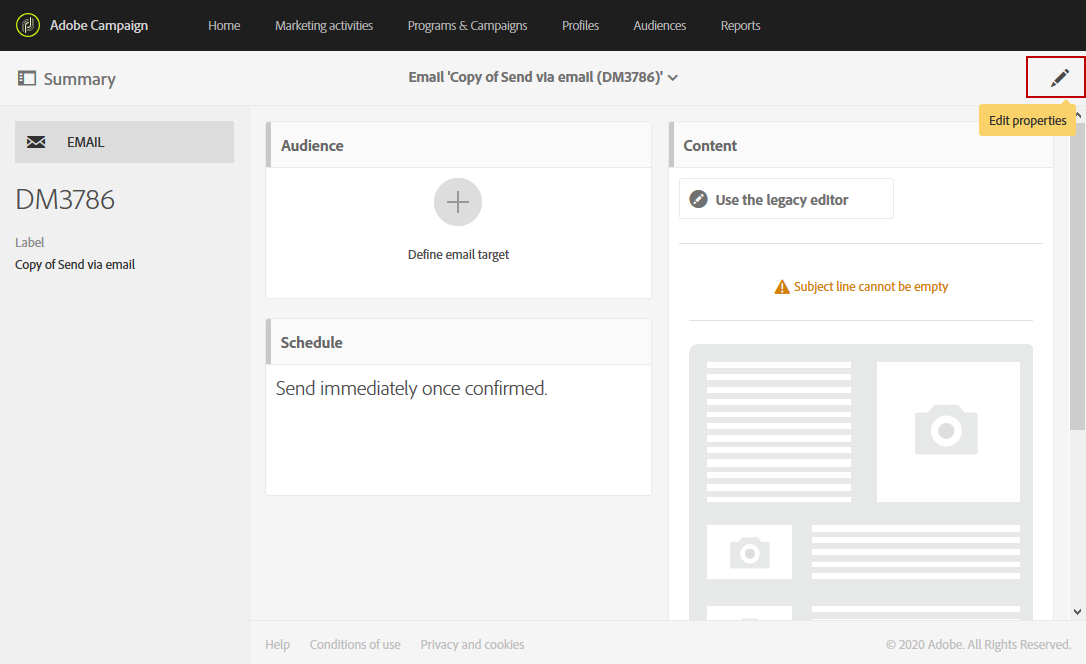 Adobe Campaign
Home
Marketing activities
Programs & Campaigns
Profiles
Audiences
Reports
Summary
Email 'Copy of Send via email (DM3786)'
Edit properties
EMAIL
DM3786
Label
Copy of Send via email
Audience
Define email target
Schedule
Send immediately once confirmed.
Content
Use the legacy editor
Subject line cannot be empty
Help
Conditions of use
Privacy and cookies
© 2020 Adobe. All Rights Reserved.